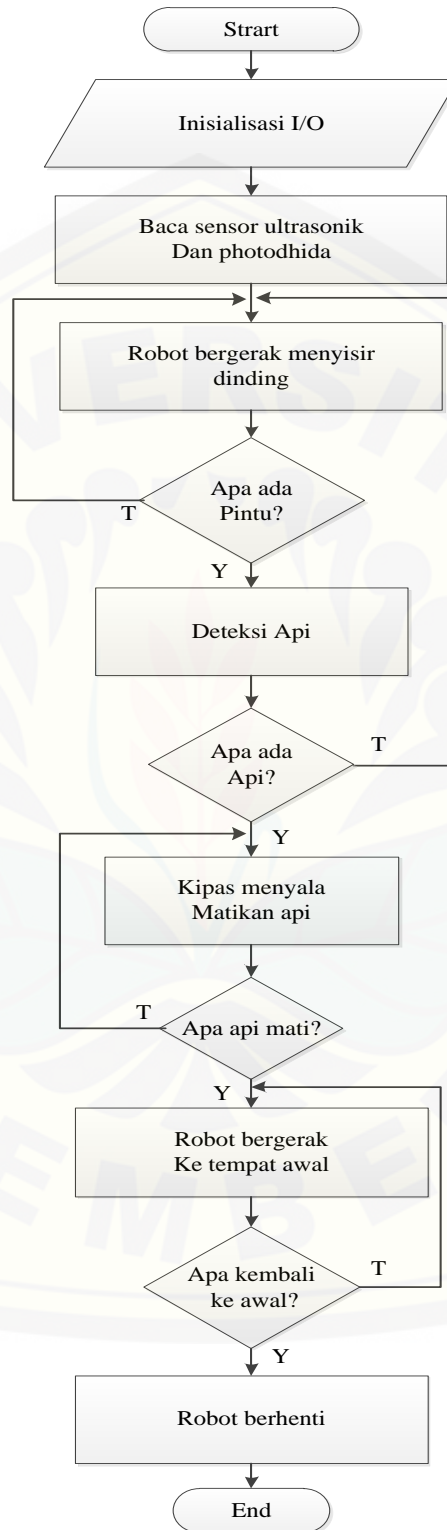 Strart
Inisialisasi I/O
Baca sensor ultrasonik
Dan photodhida
Robot bergerak menyisir
dinding
Apa ada
Pintu?
T
Y
Deteksi Api
Apa ada
Api?
T
Y
Kipas menyala
Matikan api
Apa api mati?
T
Y
Robot bergerak
Ke tempat awal
Apa kembali
ke awal?
T
Y
Robot berhenti
End